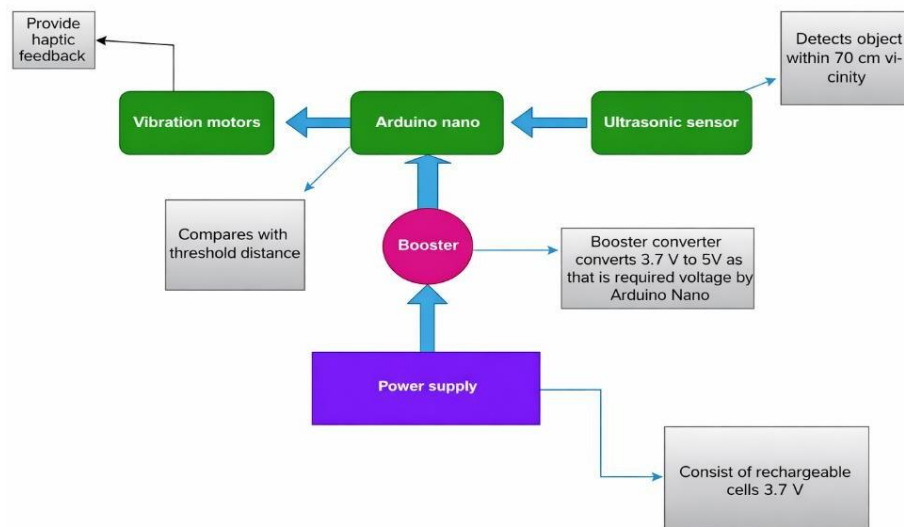 Provide
haptic
feedback
Detects object
within 70 cm vi-
cinity
Vibration motors
Arduino nano
Ultrasonic sensor
Compares with
threshold distance
Booster
Booster converter
converts 3.7 V to 5V as
that is required voltage by
Arduino Nano
Power supply
Consist of rechargeable
cells 3.7 V